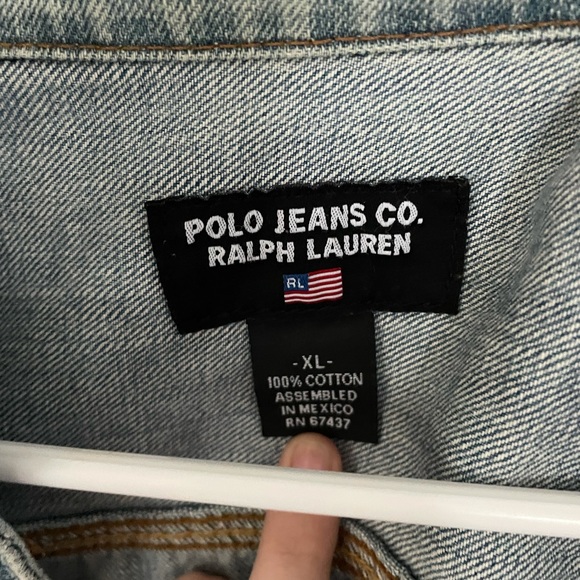 POLO JEANS CO.
RALPH LAUREN
RL
-XL-
100% COTTON
ASSEMBLED
IN MEXICO
RN 67437